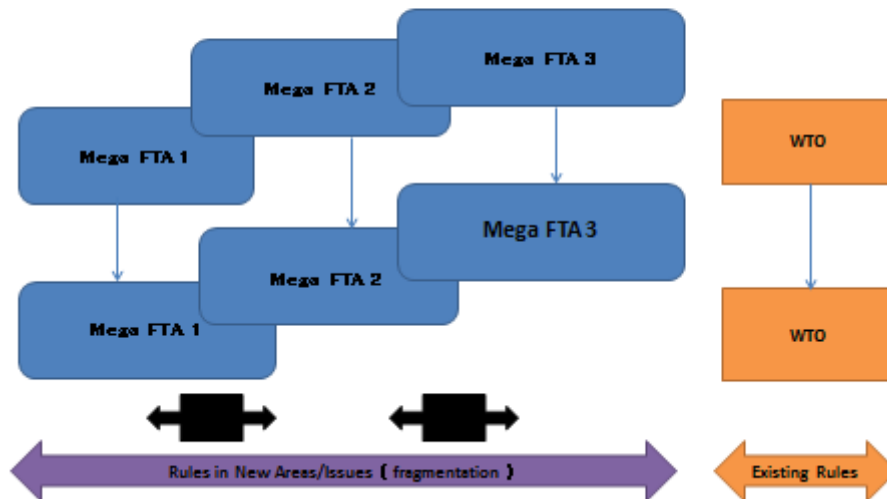 Mega FTA 3
Mega FTA 2
Mega FTA 1
WTO
Mega FTA 3
Mega FTA 2
Mega FTA 1
WTO
Rules in New Areas/Issues ( fragmentation )
Existing Rules